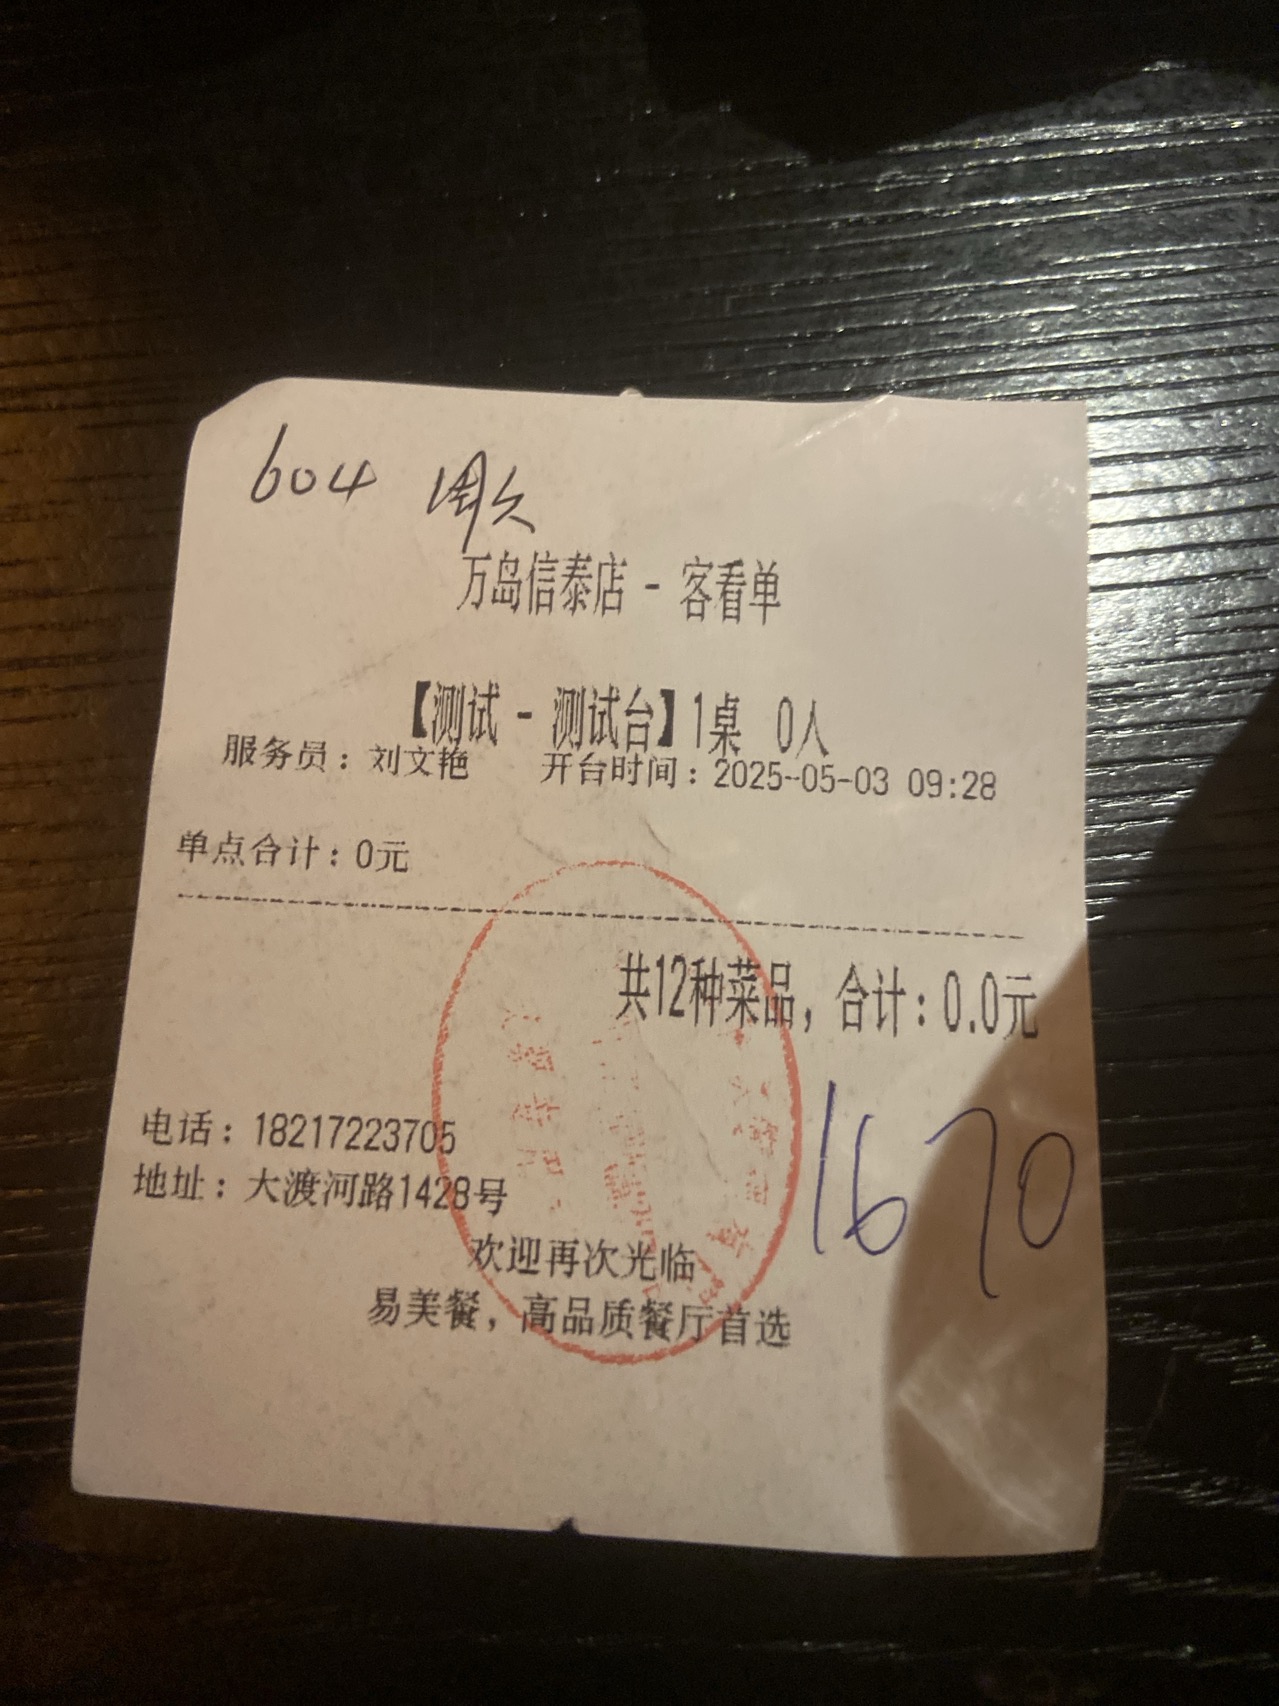 604
万岛信泰店 - 客看单
【测试 - 测试台】1桌 0人
服务员：刘文艳 开台时间：2025-05-03 09:28
单点合计：0元
共12种菜品，合计：0.0元
1670
电话：18217223705
地址：大渡河路1428号
欢迎再次光临
易美餐，高品质餐厅首选